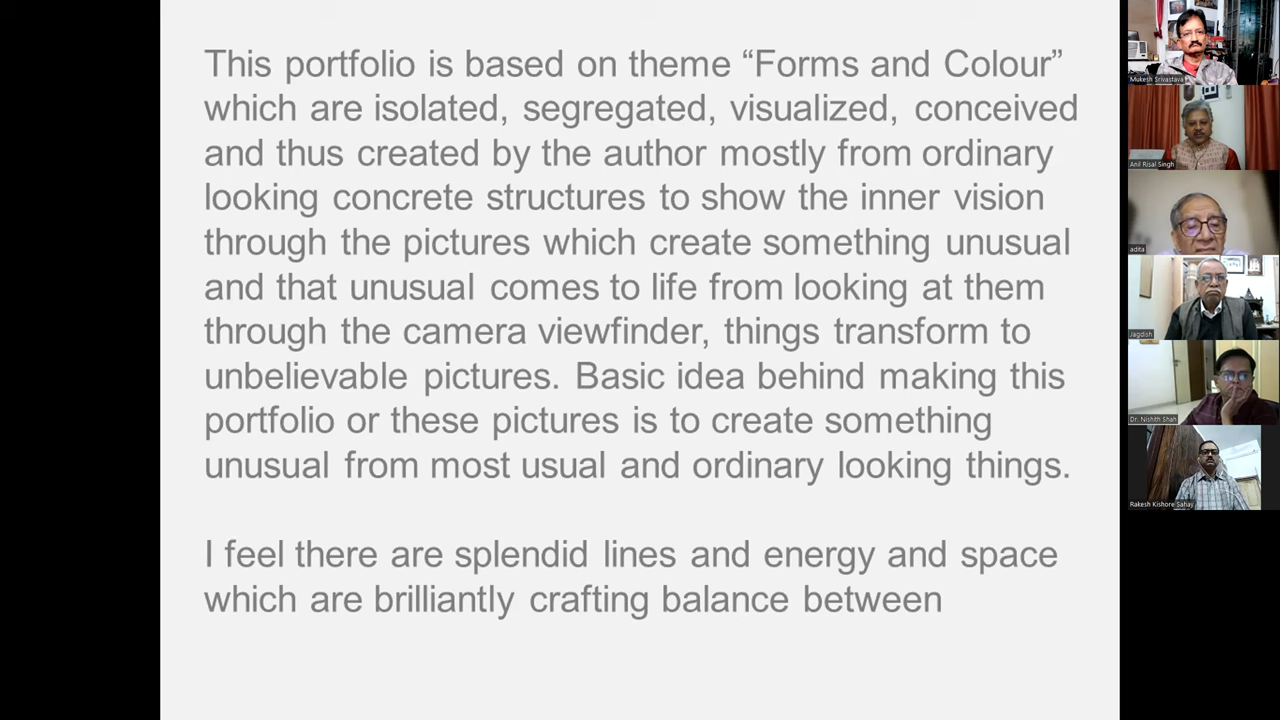 This portfolio is based on theme “Forms and Colour”
which are isolated, segregated, visualized, conceived
and thus created by the author mostly from ordinary
looking concrete structures to show the inner vision
through the pictures which create something unusual
and that unusual comes to life from looking at them
through the camera viewfinder, things transform to
unbelievable pictures. Basic idea behind making this
portfolio or these pictures is to create something
unusual from most usual and ordinary looking things.
I feel there are splendid lines and energy and space
which are brilliantly crafting balance between
Mukesh Srivastava
Anil Risal Singh
adita
Jagdish
Dr. Nishith Shah
Rakesh Kishore Sahay